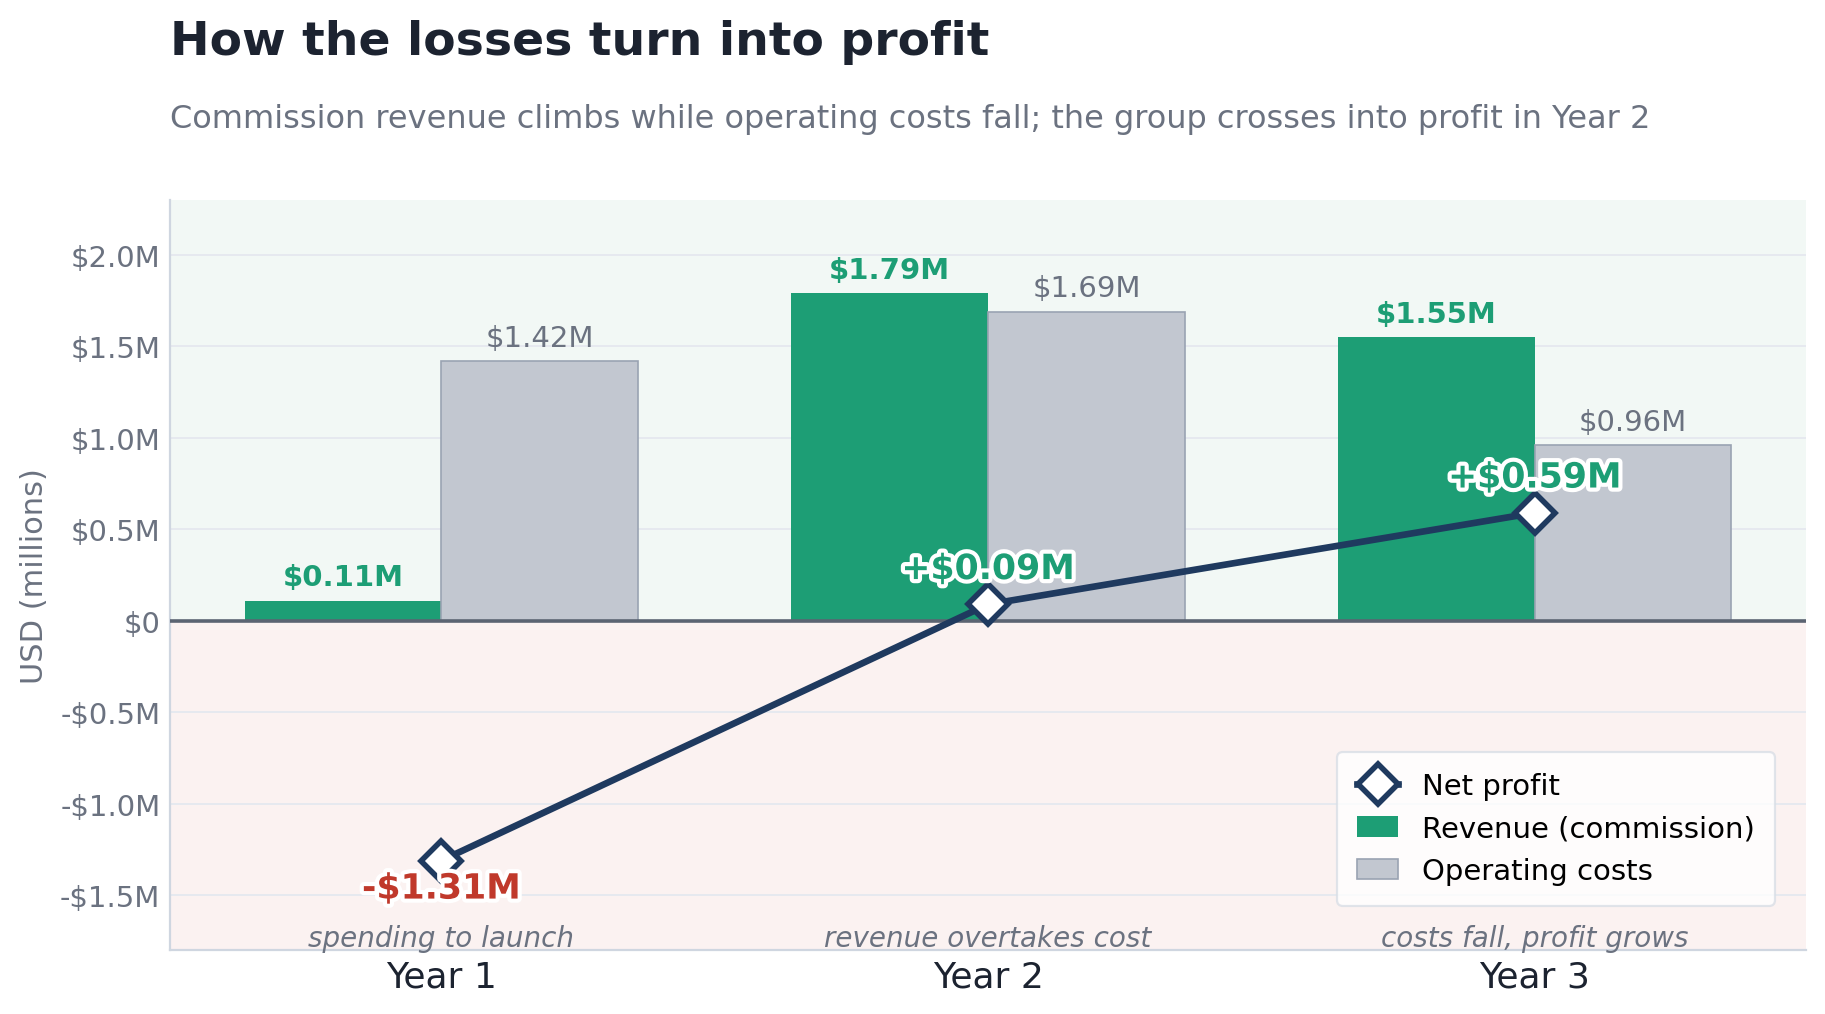 How the losses turn into profit
Commission revenue climbs while operating costs fall; the group crosses into profit in Year 2
USD (millions)
$2.0M
$1.5M
$1.0M
$0.5M
$0
-$0.5M
-$1.0M
-$1.5M
$0.11M
$1.42M
-$1.31M
$1.79M
$1.69M
+$0.09M
$1.55M
$0.96M
+$0.59M
Net profit
Revenue (commission)
Operating costs
spending to launch
revenue overtakes cost
costs fall, profit grows
Year 1
Year 2
Year 3